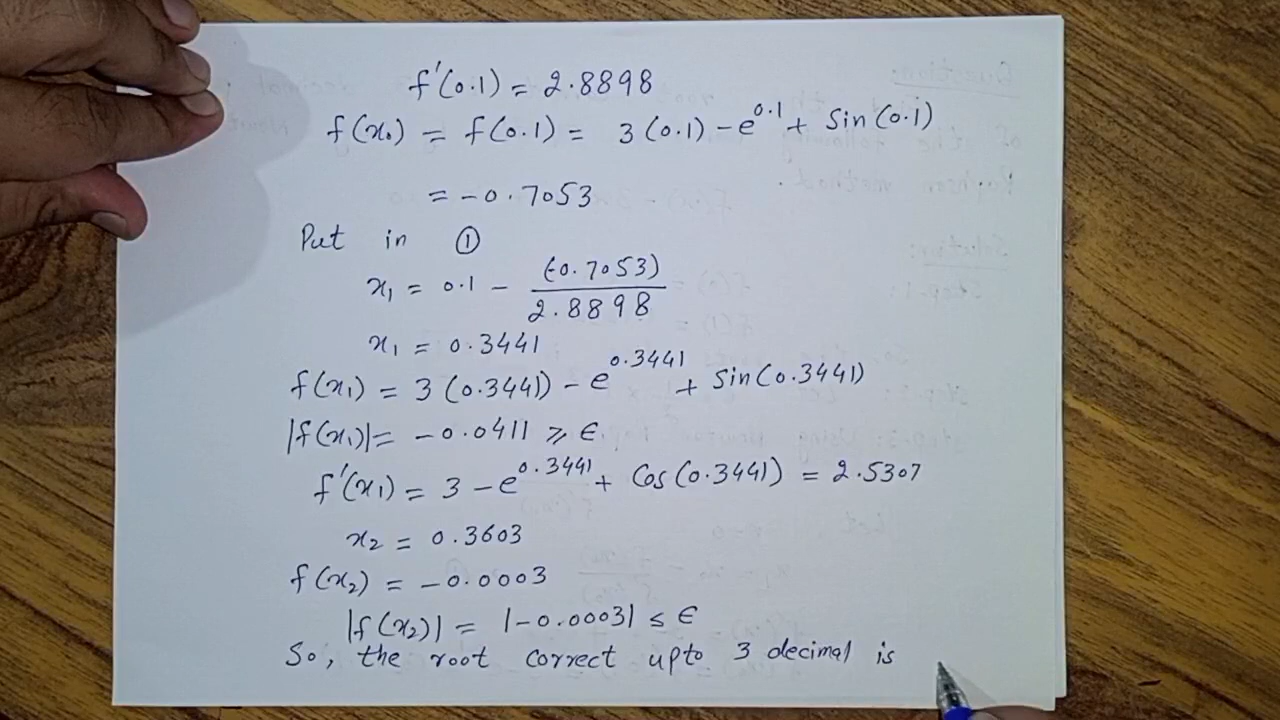 f'(0.1) = 2.8898
f(x₀) = f(0.1) = 3(0.1) - e^0.1 + Sin(0.1)
= -0.7053
Put in ①
x₁ = 0.1 - (-0.7053) / 2.8898
x₁ = 0.3441
f(x₁) = 3(0.3441) - e^0.3441 + Sin(0.3441)
|f(x₁)| = -0.0411 ≥ ϵ
f'(x₁) = 3 - e^0.3441 + Cos(0.3441) = 2.5307
x₂ = 0.3603
f(x₂) = -0.0003
|f(x₂)| = |-0.0003| ≤ ϵ
So, the root correct upto 3 decimal is